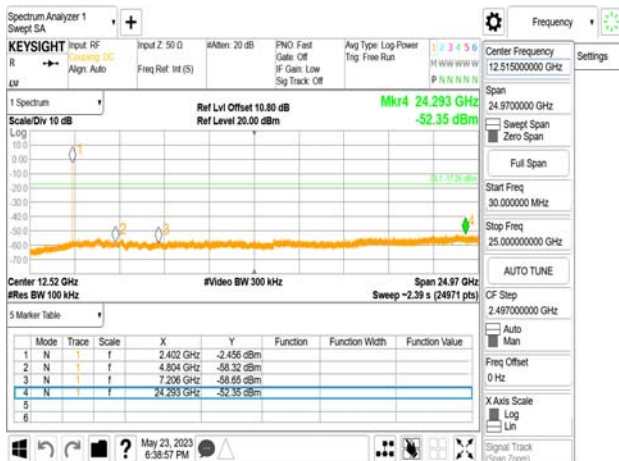 Spectrum Analyzer 1
Swept SA
+
Frequency
Settings
KEYSIGHT
R
LXI
Input: RF
Coupling: DC
Align: Auto
Input Z: 50 Ω
Freq Ref: Int (S)
#Atten: 20 dB
PNO: Fast
Gate: Off
IF Gain: Low
Sig Track: Off
Avg Type: Log-Power
Trig: Free Run
1 2 3 4 5 6
M W W W W W
P N N N N N
1 Spectrum
Scale/Div 10 dB
Log
Ref Lvl Offset 10.80 dB
Ref Level 20.00 dBm
Mkr4 24.293 GHz
-52.35 dBm
10.0
0.00
-10.0
-20.0
-30.0
-40.0
-50.0
-60.0
-70.0
1
2
3
4
Center 12.52 GHz
#Res BW 100 kHz
#Video BW 300 kHz
Span 24.97 GHz
Sweep ~2.39 s (24971 pts)
5 Marker Table
Mode Trace Scale X Y Function Function Width Function Value
1 N 1 f 2.402 GHz -2.456 dBm
2 N 1 f 4.804 GHz -58.32 dBm
3 N 1 f 7.206 GHz -58.65 dBm
4 N 1 f 24.293 GHz -52.35 dBm
5
6
?
May 23, 2023
6:38:57 PM
Center Frequency
12.515000000 GHz
Span
24.9700000 GHz
Swept Span
Zero Span
Full Span
Start Freq
30.000000 MHz
Stop Freq
25.000000000 GHz
AUTO TUNE
CF Step
2.497000000 GHz
Auto
Man
Freq Offset
0 Hz
X Axis Scale
Log
Lin
Signal Track
(Span Zoom)